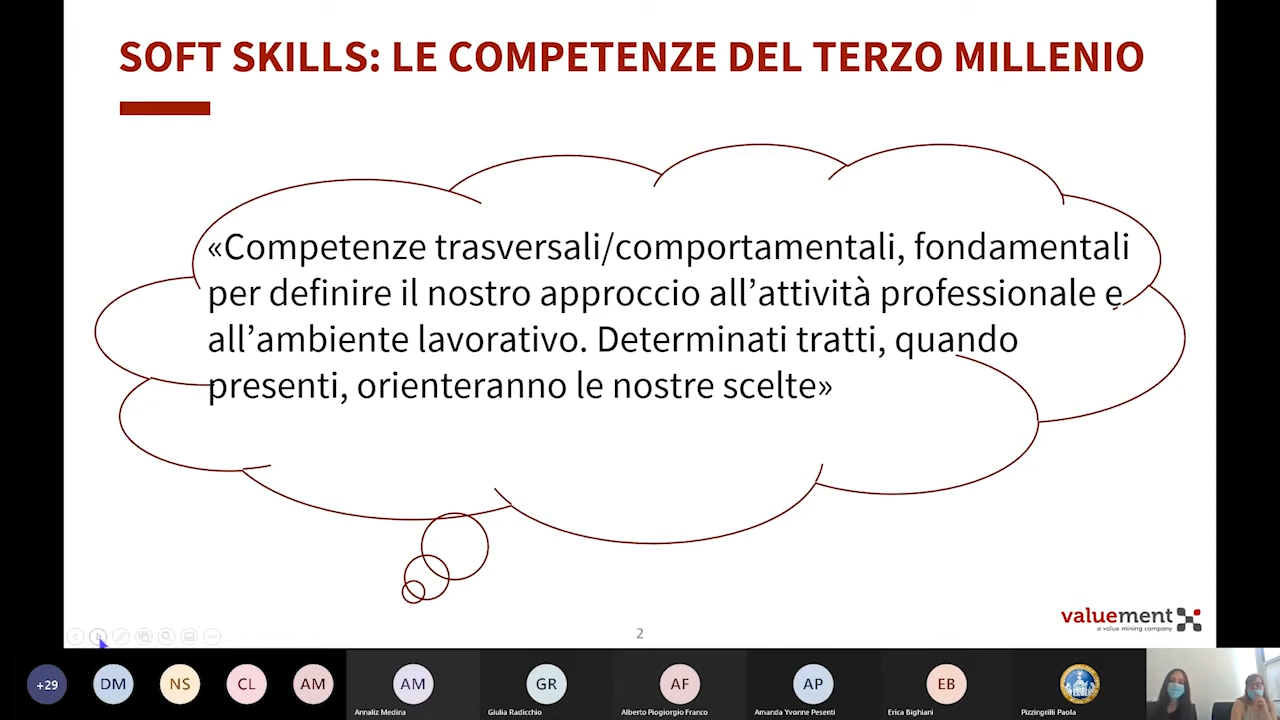 SOFT SKILLS: LE COMPETENZE DEL TERZO MILLENIO
«Competenze trasversali/comportamentali, fondamentali
per definire il nostro approccio all’attività professionale e
all’ambiente lavorativo. Determinati tratti, quando
presenti, orienteranno le nostre scelte»
valuement
a value mining company
2
+29
DM
NS
CL
AM
AM
GR
AF
AP
EB
Annaliz Medina
Giulia Radicchio
Alberto Piogiorgio Franco
Amanda Yvonne Pesenti
Erica Bighiani
Pizzingrilli Paola